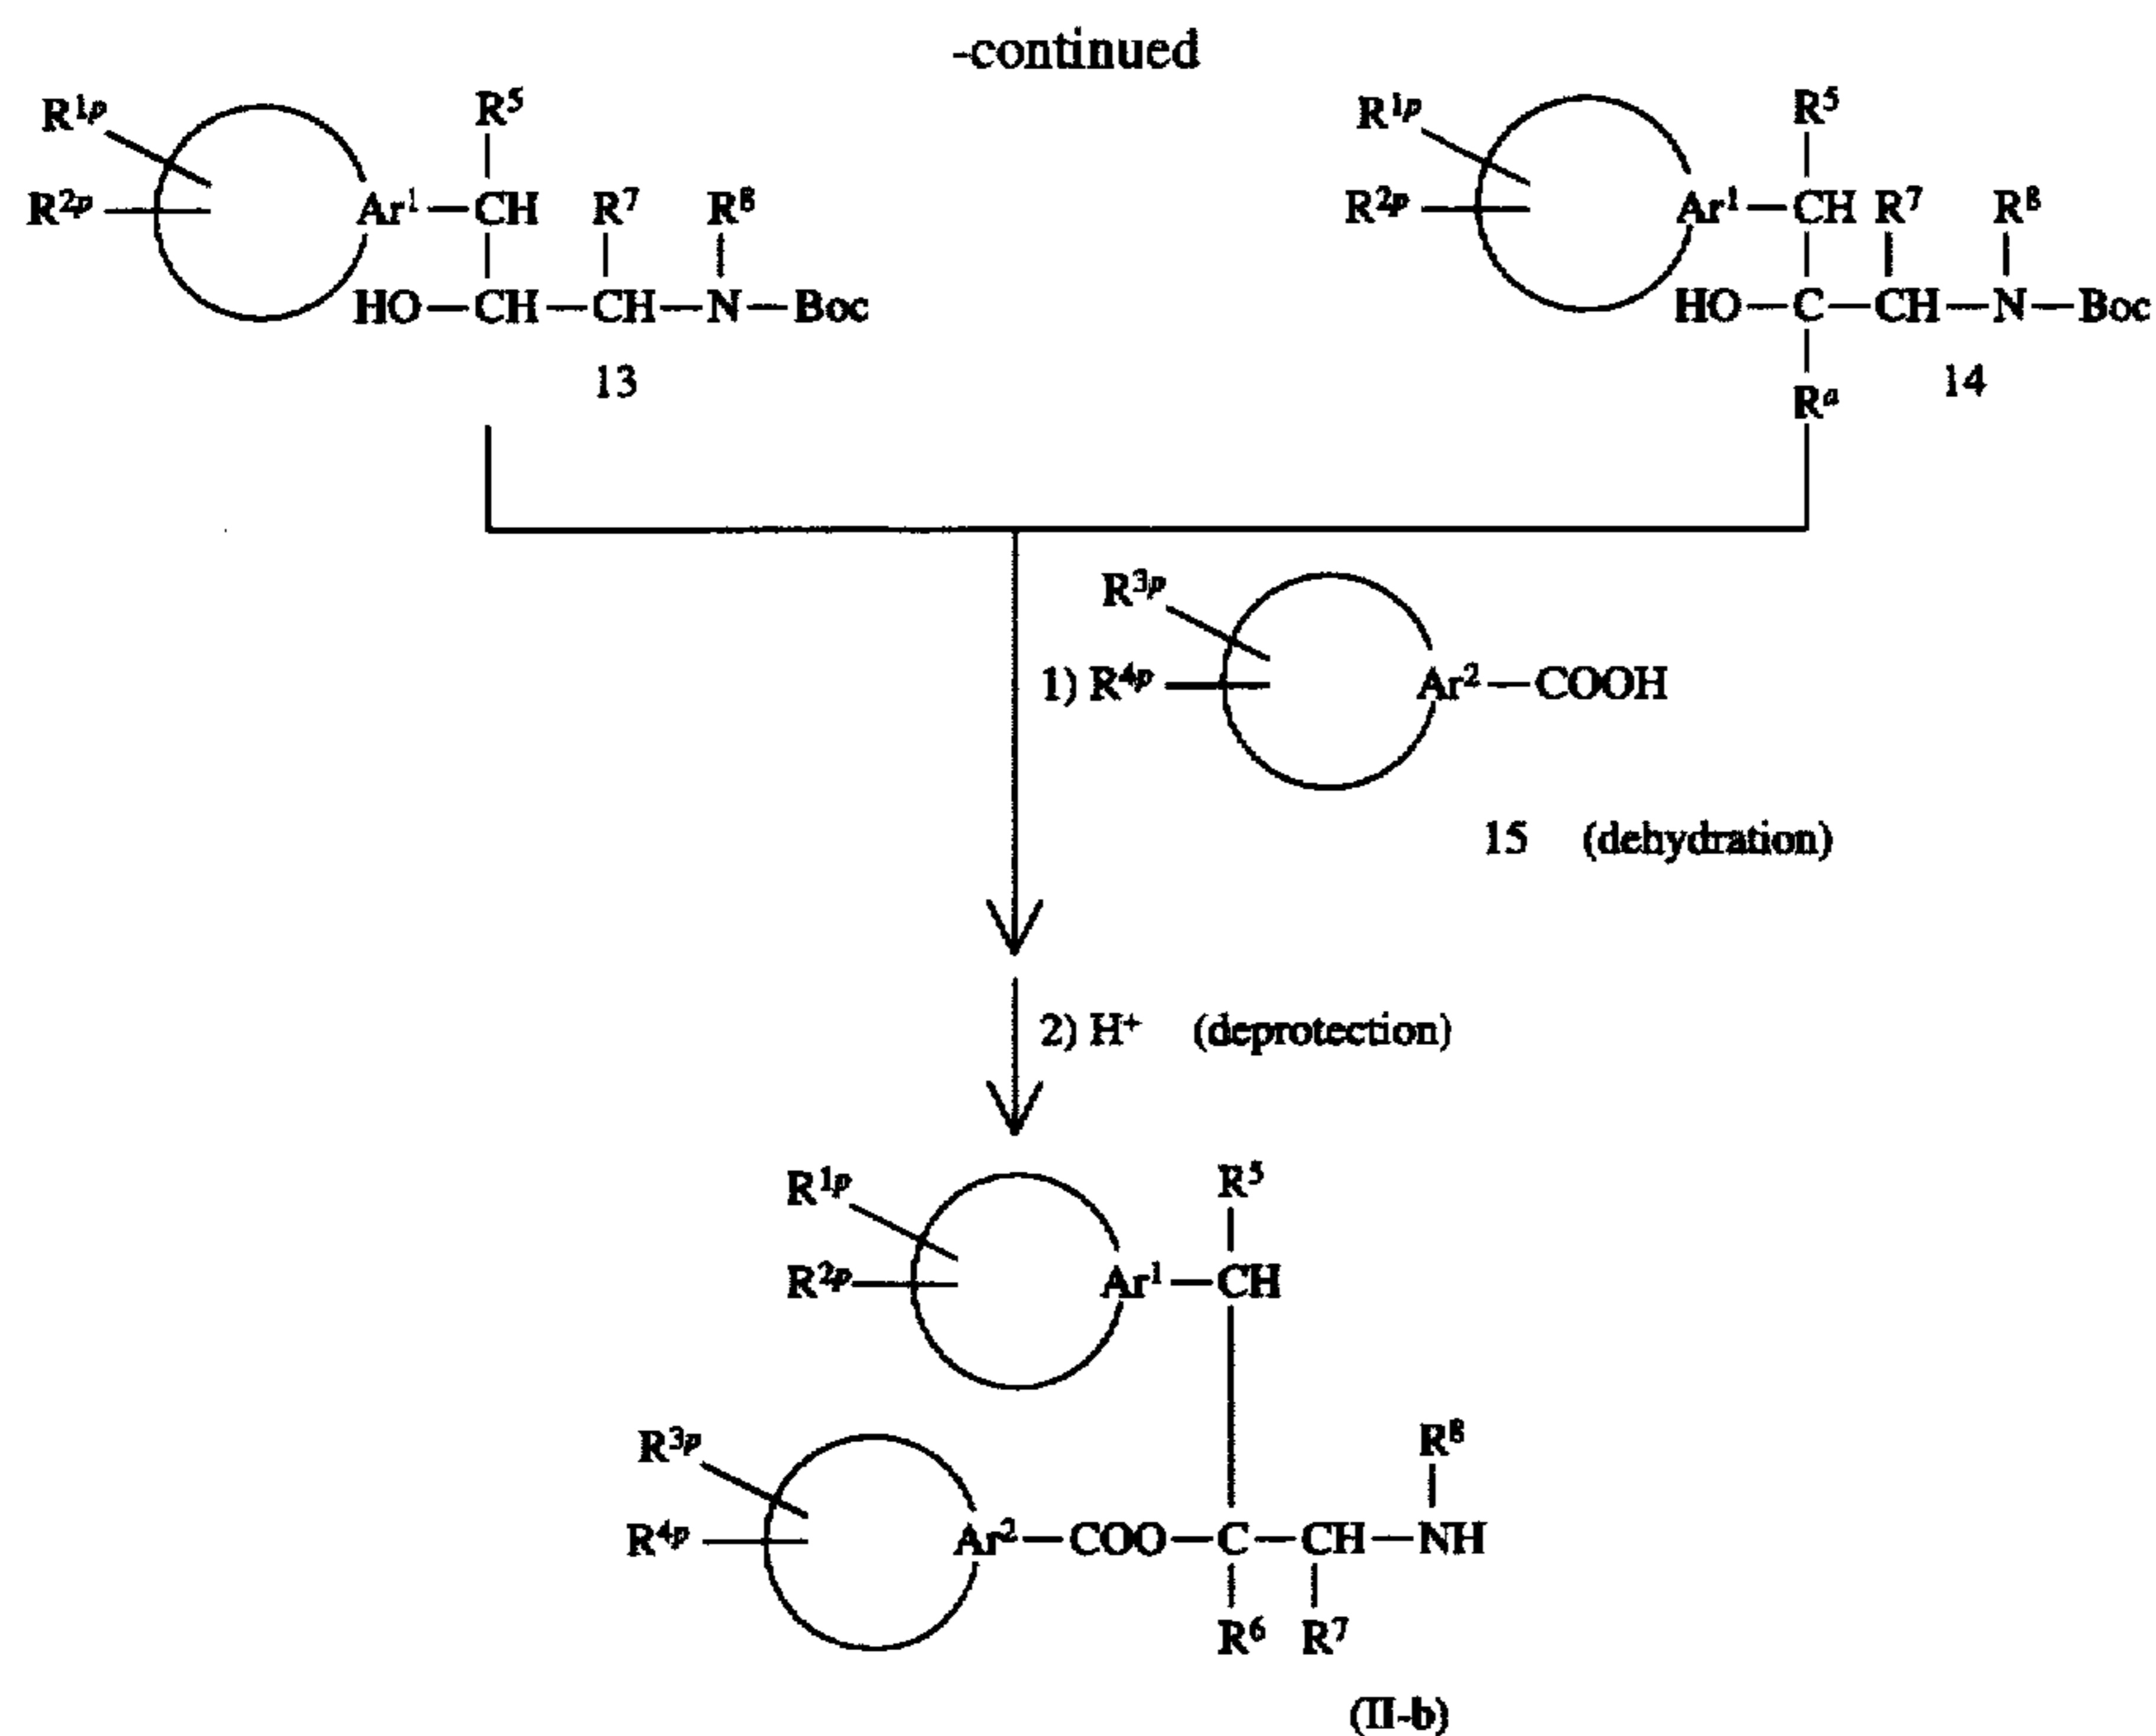 -continued
R1p R5 R1p R5
R2p Ar1—CH R7 R8 R2p Ar1—CH R7 R8
HO—CH—CH—N—Boc HO—C—CH—N—Boc
13 14
Ra
R3p
1) R4p Ar2—COOH
15 (dehydration)
2) H+ (deprotection)
R1p R5
R2p Ar1—CH
R3p R8
R4p Ar2—COO—C—CH—NH
R6 R7
(II-b)